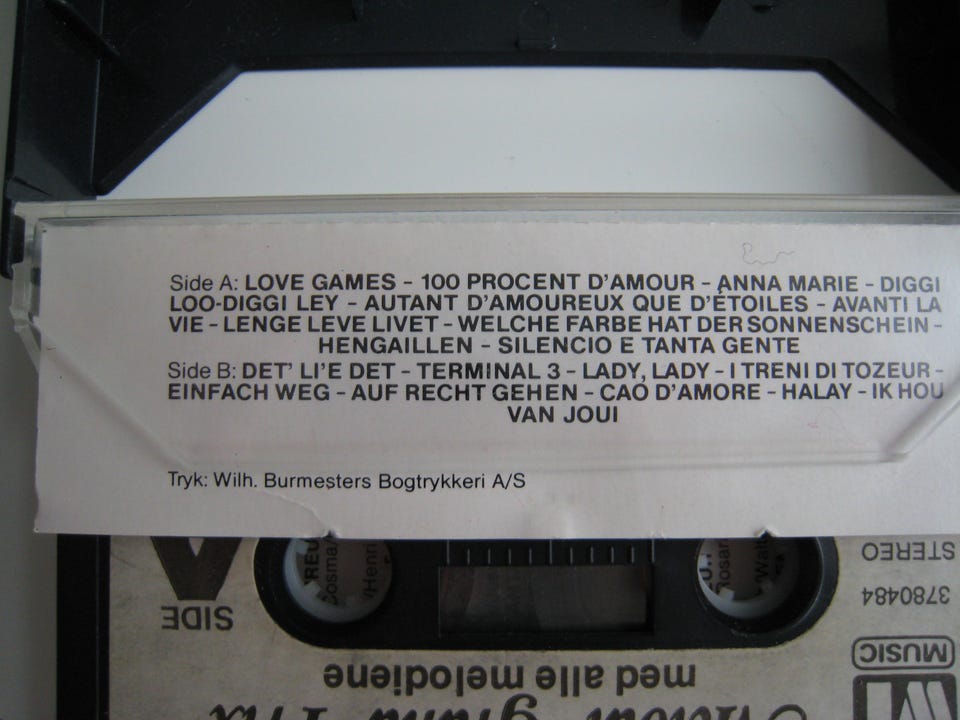 Side A: LOVE GAMES – 100 PROCENT D'AMOUR – ANNA MARIE – DIGGI
LOO-DIGGI LEY – AUTANT D'AMOUREUX QUE D'ÉTOILES – AVANTI LA
VIE – LENGE LEVE LIVET – WELCHE FARBE HAT DER SONNENSCHEIN –
HENGAILLEN – SILENCIO E TANTA GENTE
Side B: DET' LI'E DET – TERMINAL 3 – LADY, LADY – I TRENI DI TOZEUR –
EINFACH WEG – AUF RECHT GEHEN – CAO D'AMORE – HALAY – IK HOU
VAN JOUI
Tryk: Wilh. Burmesters Bogtrykkeri A/S
STEREO
3780484
MUSIC
SIDE
A
med alle melodiene